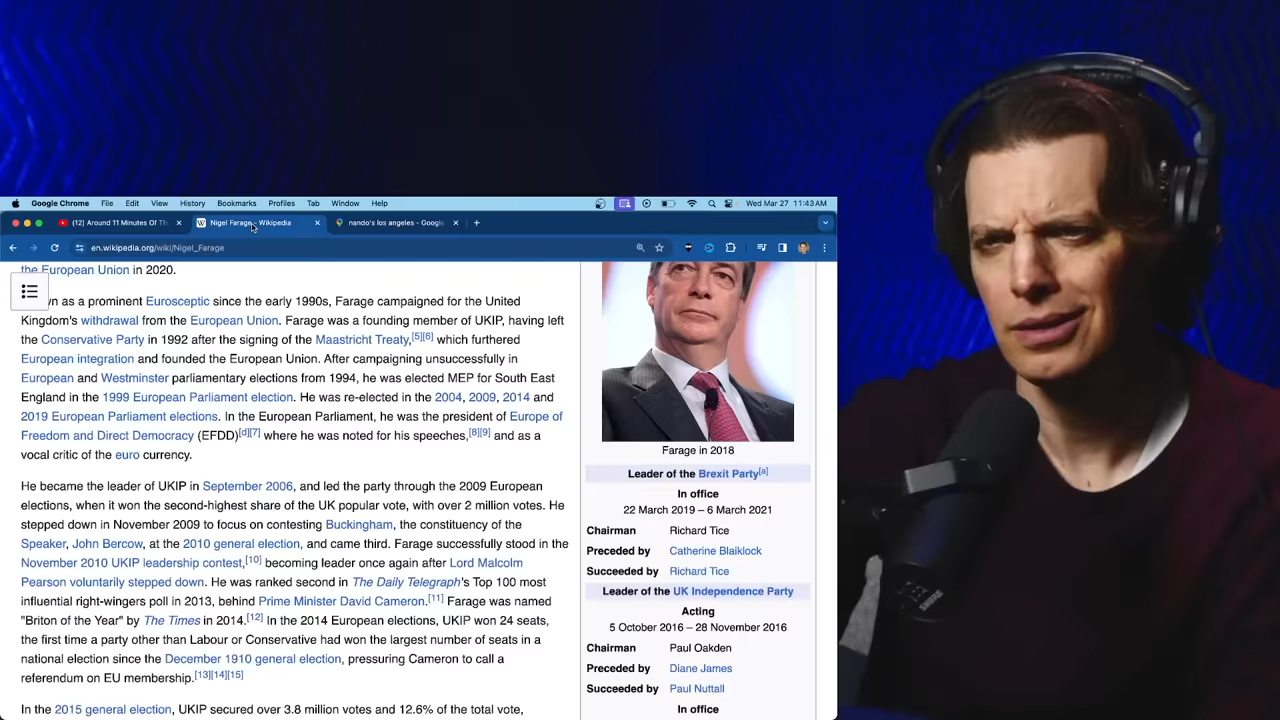 Google Chrome File Edit View History Bookmarks Profiles Tab Window Help Wed Mar 27 11:43 AM
(12) Around 11 Minutes Of Th Nigel Farage - Wikipedia nando's los angeles - Google
en.wikipedia.org/wiki/Nigel_Farage
the European Union in 2020.
as a prominent Eurosceptic since the early 1990s, Farage campaigned for the United
Kingdom's withdrawal from the European Union. Farage was a founding member of UKIP, having left
the Conservative Party in 1992 after the signing of the Maastricht Treaty,[5][6] which furthered
European integration and founded the European Union. After campaigning unsuccessfully in
European and Westminster parliamentary elections from 1994, he was elected MEP for South East
England in the 1999 European Parliament election. He was re-elected in the 2004, 2009, 2014 and
2019 European Parliament elections. In the European Parliament, he was the president of Europe of
Freedom and Direct Democracy (EFDD)[d][7] where he was noted for his speeches,[8][9] and as a
vocal critic of the euro currency.
He became the leader of UKIP in September 2006, and led the party through the 2009 European
elections, when it won the second-highest share of the UK popular vote, with over 2 million votes. He
stepped down in November 2009 to focus on contesting Buckingham, the constituency of the
Speaker, John Bercow, at the 2010 general election, and came third. Farage successfully stood in the
November 2010 UKIP leadership contest,[10] becoming leader once again after Lord Malcolm
Pearson voluntarily stepped down. He was ranked second in The Daily Telegraph's Top 100 most
influential right-wingers poll in 2013, behind Prime Minister David Cameron.[11] Farage was named
"Briton of the Year" by The Times in 2014.[12] In the 2014 European elections, UKIP won 24 seats,
the first time a party other than Labour or Conservative had won the largest number of seats in a
national election since the December 1910 general election, pressuring Cameron to call a
referendum on EU membership.[13][14][15]
In the 2015 general election, UKIP secured over 3.8 million votes and 12.6% of the total vote,
Farage in 2018
Leader of the Brexit Party[a]
In office
22 March 2019 – 6 March 2021
Chairman Richard Tice
Preceded by Catherine Blaiklock
Succeeded by Richard Tice
Leader of the UK Independence Party
Acting
5 October 2016 – 28 November 2016
Chairman Paul Oakden
Preceded by Diane James
Succeeded by Paul Nuttall
In office